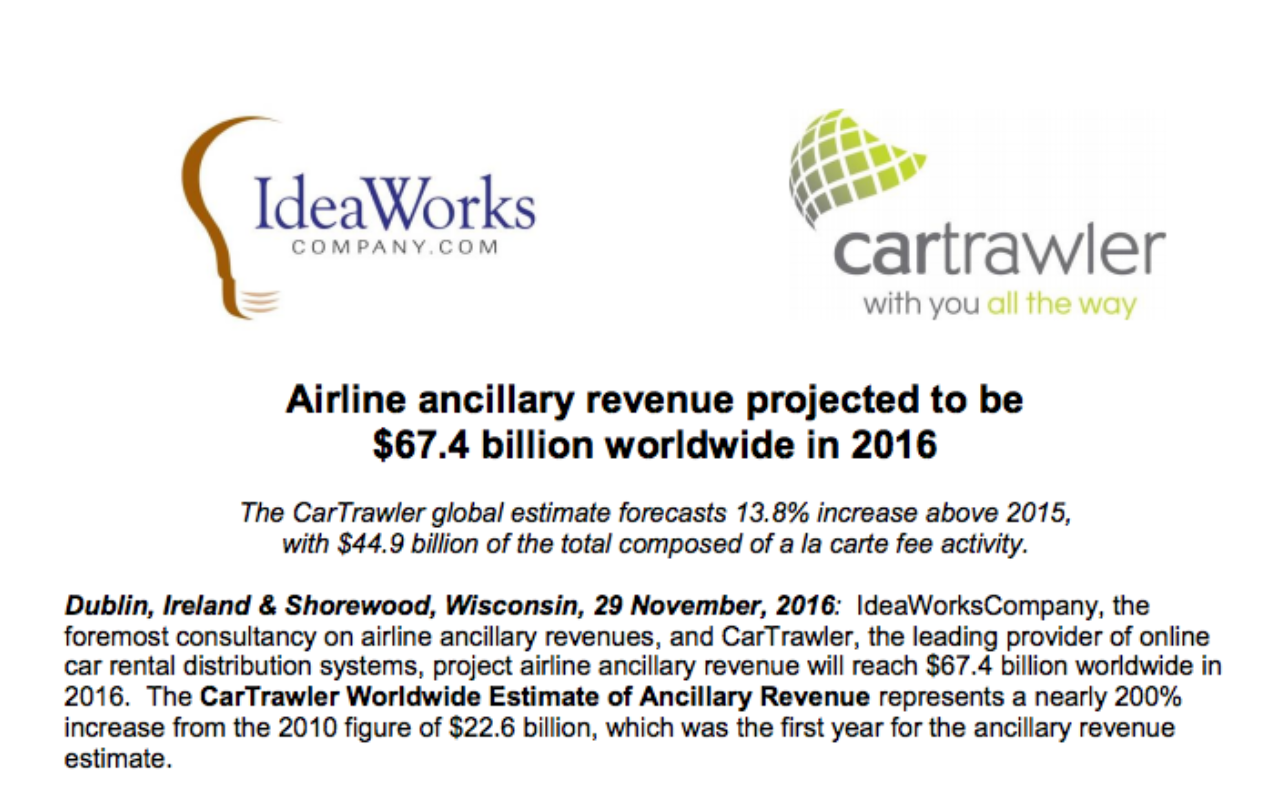 IdeaWorks
COMPANY.COM
cartrawler
with you all the way
Airline ancillary revenue projected to be
$67.4 billion worldwide in 2016
The CarTrawler global estimate forecasts 13.8% increase above 2015,
with $44.9 billion of the total composed of a la carte fee activity.
Dublin, Ireland & Shorewood, Wisconsin, 29 November, 2016: IdeaWorksCompany, the
foremost consultancy on airline ancillary revenues, and CarTrawler, the leading provider of online
car rental distribution systems, project airline ancillary revenue will reach $67.4 billion worldwide in
2016. The CarTrawler Worldwide Estimate of Ancillary Revenue represents a nearly 200%
increase from the 2010 figure of $22.6 billion, which was the first year for the ancillary revenue
estimate.